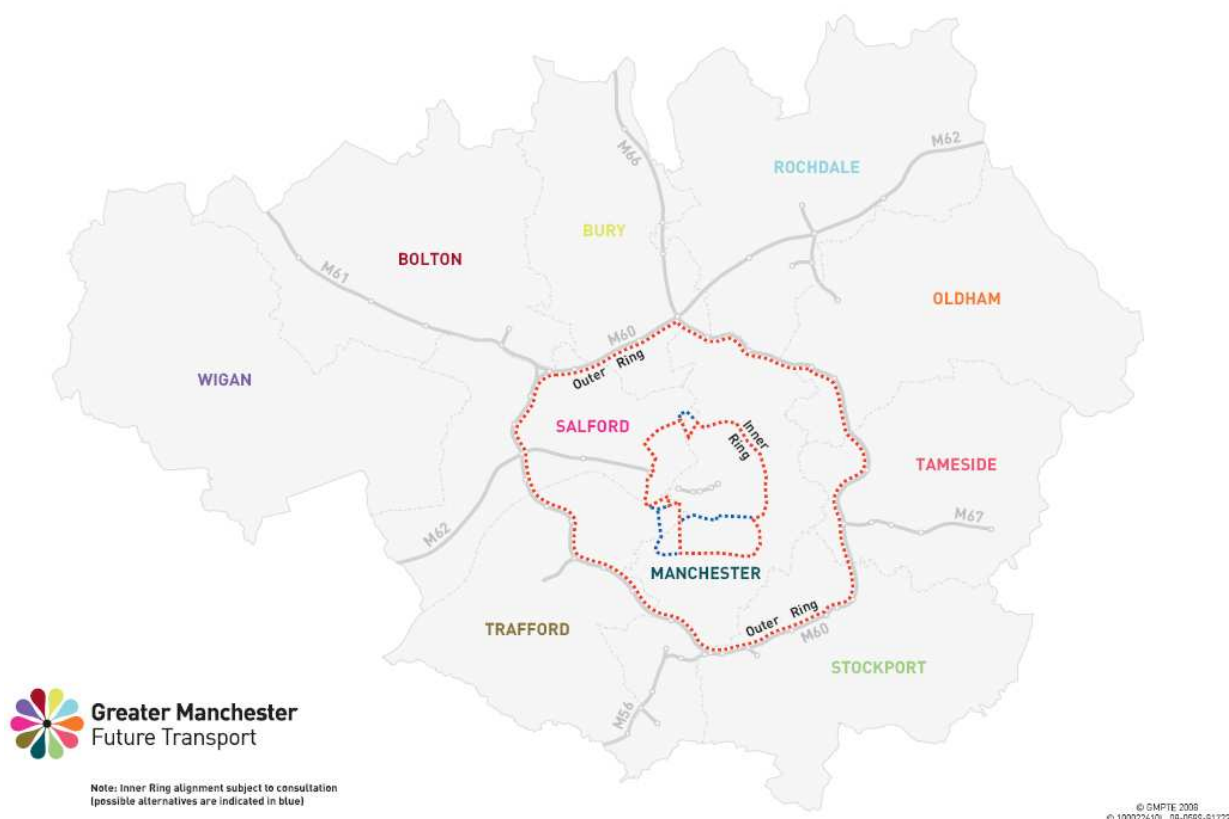 M62
M66
ROCHDALE
BURY
BOLTON
M61
OLDHAM
M60
Outer Ring
WIGAN
SALFORD
Inner
Ring
TAMESIDE
M62
M67
MANCHESTER
Outer Ring
TRAFFORD
M60
STOCKPORT
M56
Greater Manchester
Future Transport
Note: Inner Ring alignment subject to consultation
(possible alternatives are indicated in blue)
© GMPTE 2008